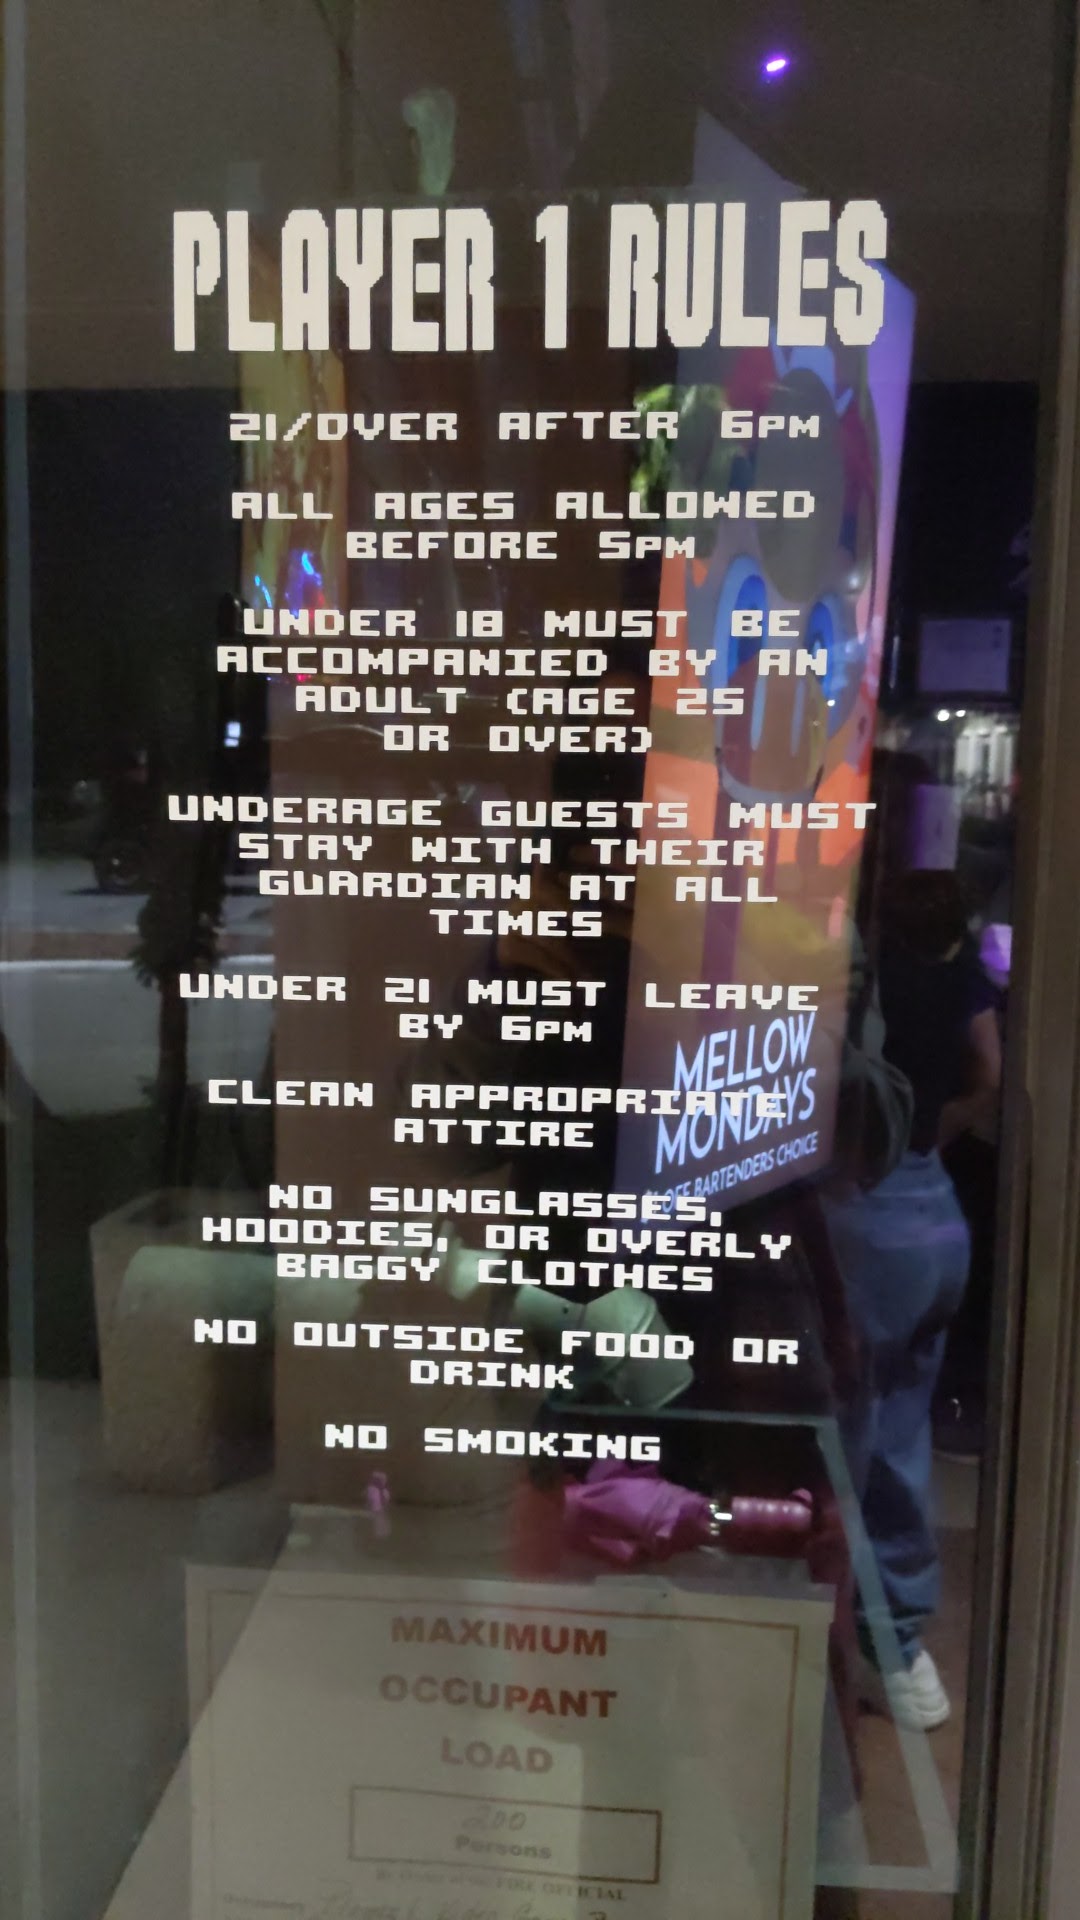 PLAYER 1 RULES
21/OVER AFTER 6PM
ALL AGES ALLOWED
BEFORE 5PM
UNDER 18 MUST BE
ACCOMPANIED BY AN
ADULT (AGE 25
OR OVER)
UNDERAGE GUESTS MUST
STAY WITH THEIR
GUARDIAN AT ALL
TIMES
UNDER 21 MUST LEAVE
BY 6PM
CLEAN APPROPRIATE
ATTIRE
NO SUNGLASSES,
HOODIES, OR OVERLY
BAGGY CLOTHES
NO OUTSIDE FOOD OR
DRINK
NO SMOKING
MELLOW
MONDAYS
OFF BARTENDERS CHOICE
MAXIMUM
OCCUPANT
LOAD
200
Persons
FIRE OFFICIAL